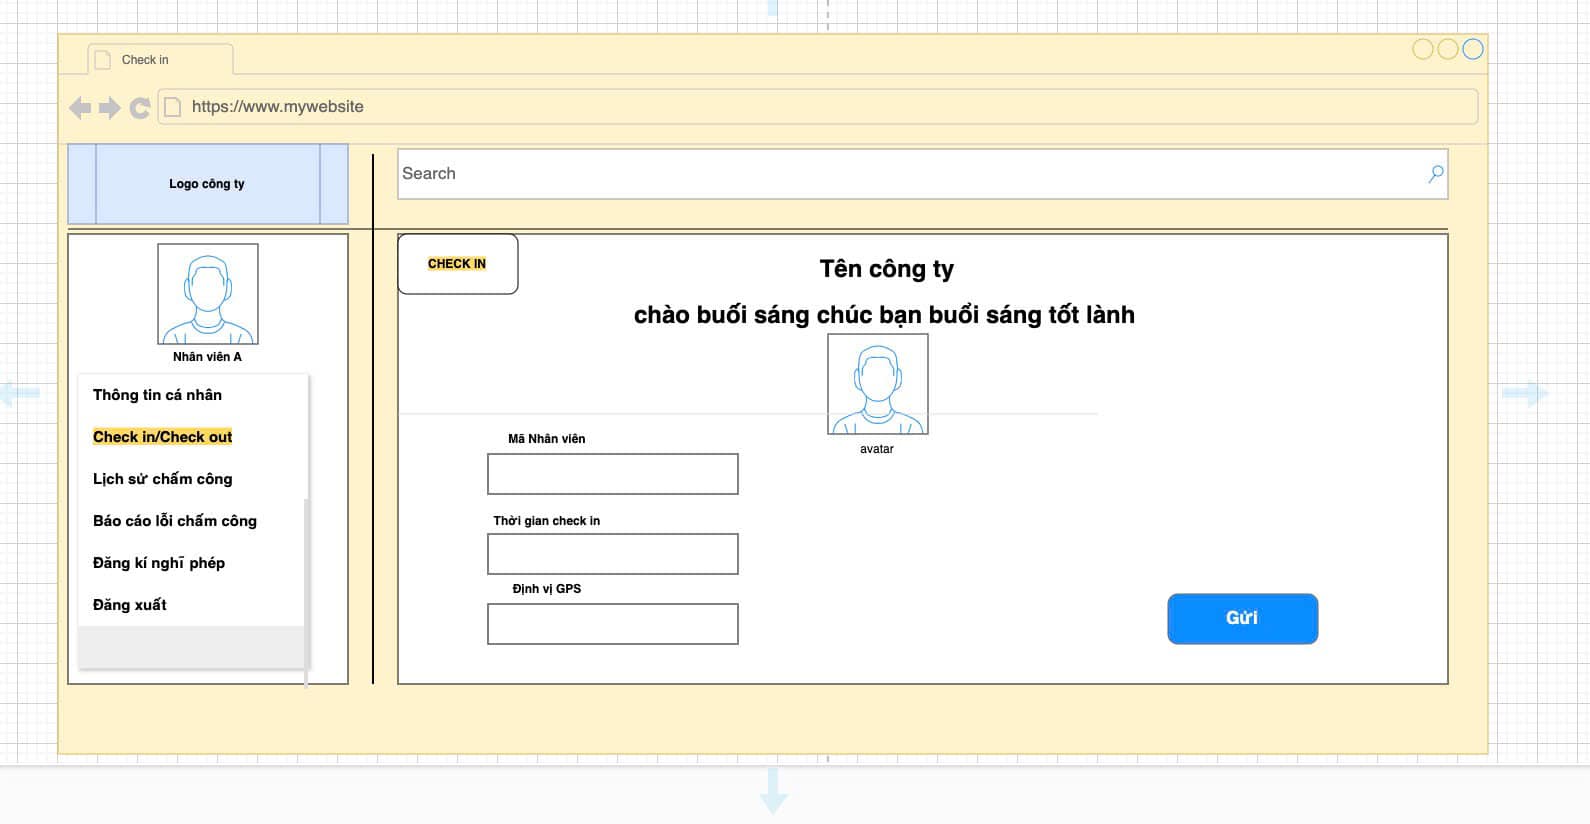 Check in
https://www.mywebsite
Logo công ty
Search
CHECK IN
Tên công ty
chào buối sáng chúc bạn buổi sáng tốt lành
avatar
Nhân viên A
Thông tin cá nhân
Check in/Check out
Lịch sử chấm công
Báo cáo lỗi chấm công
Đăng kí nghĩ phép
Đăng xuất
Mã Nhân viên
Thời gian check in
Định vị GPS
Gửi